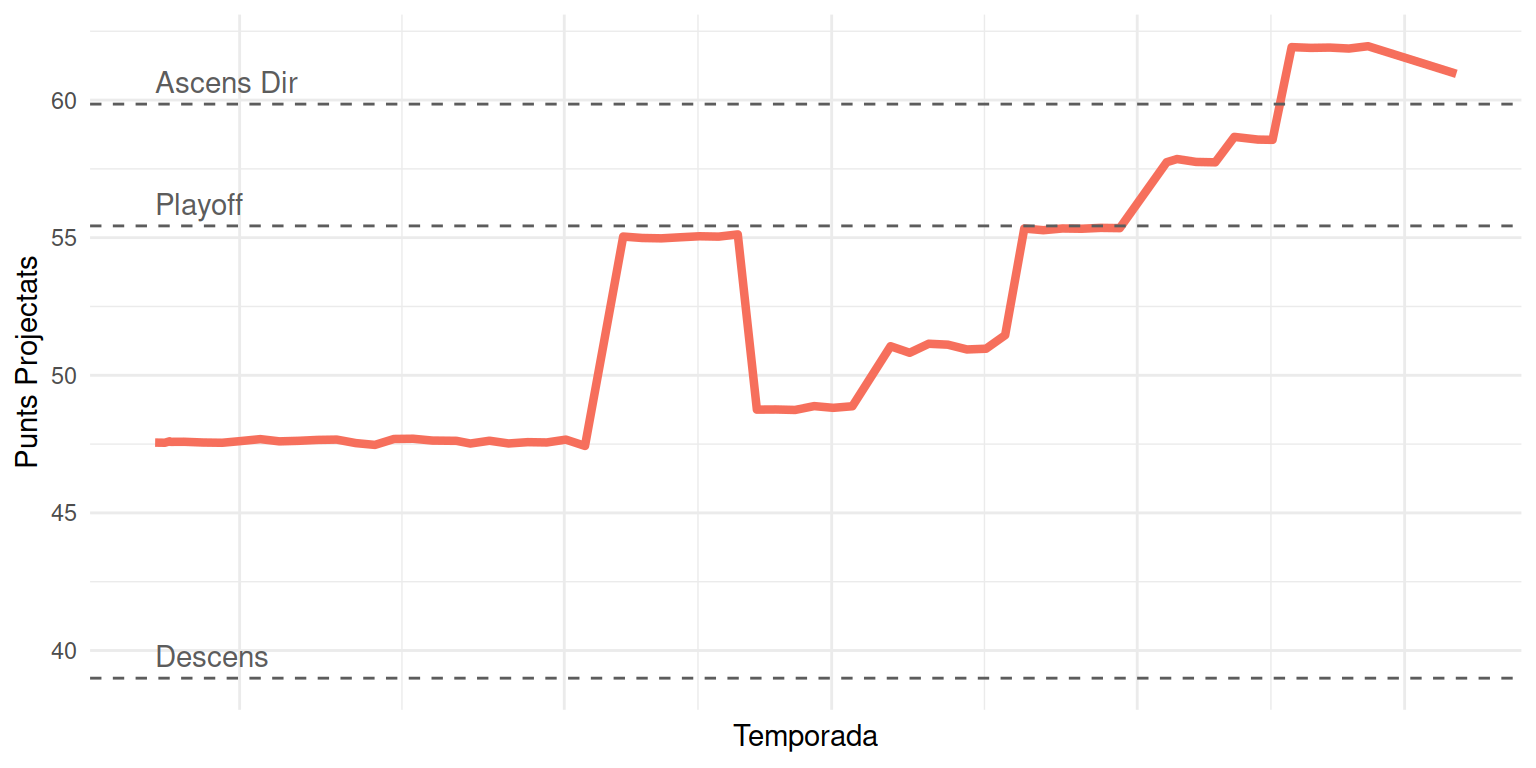 Ascens Dir
60
Playoff
55
50
45
40
Descens
Punts Projectats
Temporada